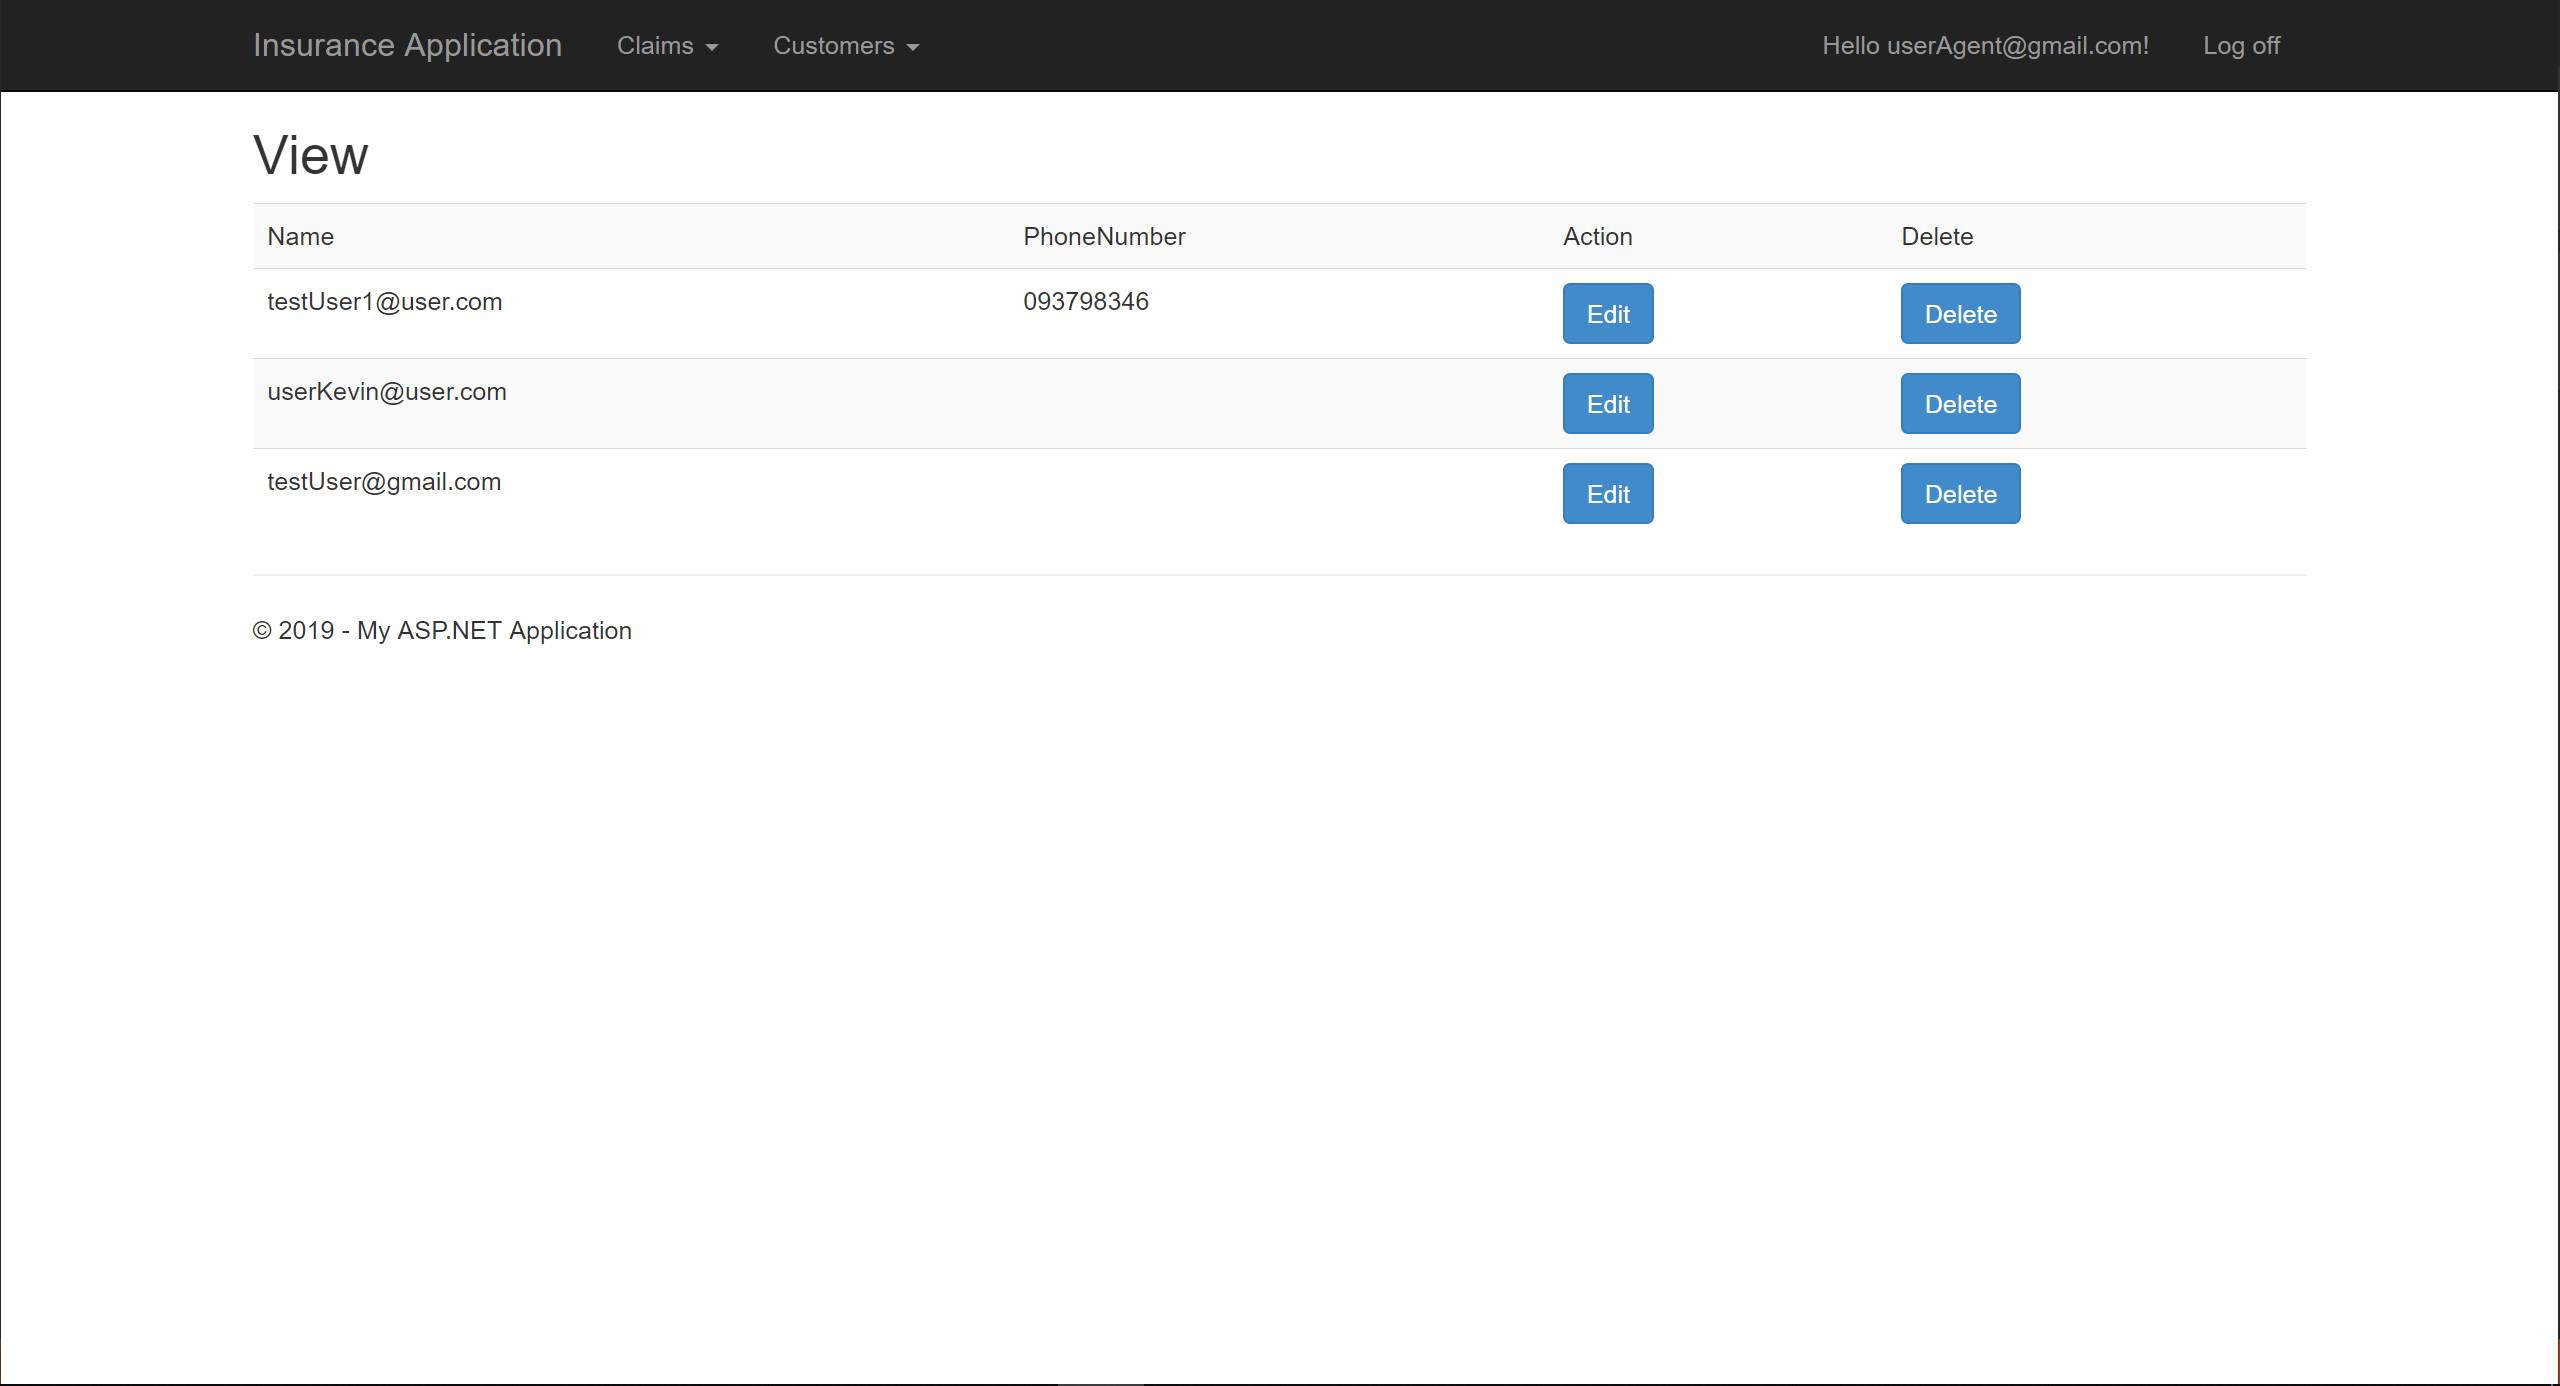 Insurance Application Claims Customers Hello userAgent@gmail.com! Log off
View
Name PhoneNumber Action Delete
testUser1@user.com 093798346 Edit Delete
userKevin@user.com Edit Delete
testUser@gmail.com Edit Delete
© 2019 - My ASP.NET Application